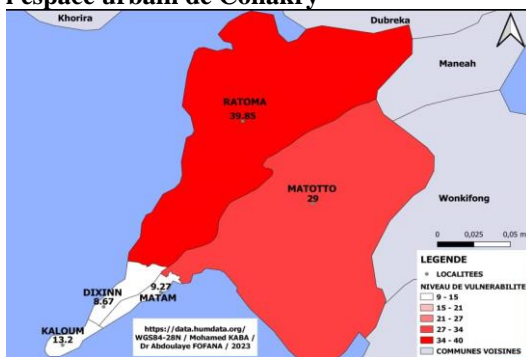 l'espace urbain de Conakry
Khorira
Dubreka
Maneah
RATOMA
39.85
MATOTTO
29
Wonkifong
0 0,025 0,05 m
9.27
MATAM
DIXINN
8.67
KALOUM
13.2
https://data.humdata.org/
WGS84-28N / Mohamed KABA /
Dr Abdoulaye FOFANA / 2023
LEGENDE
LOCALITEES
NIVEAU DE VULNERABILITE
9 - 15
15 - 21
21 - 27
27 - 34
34 - 40
COMMUNES VOISINES